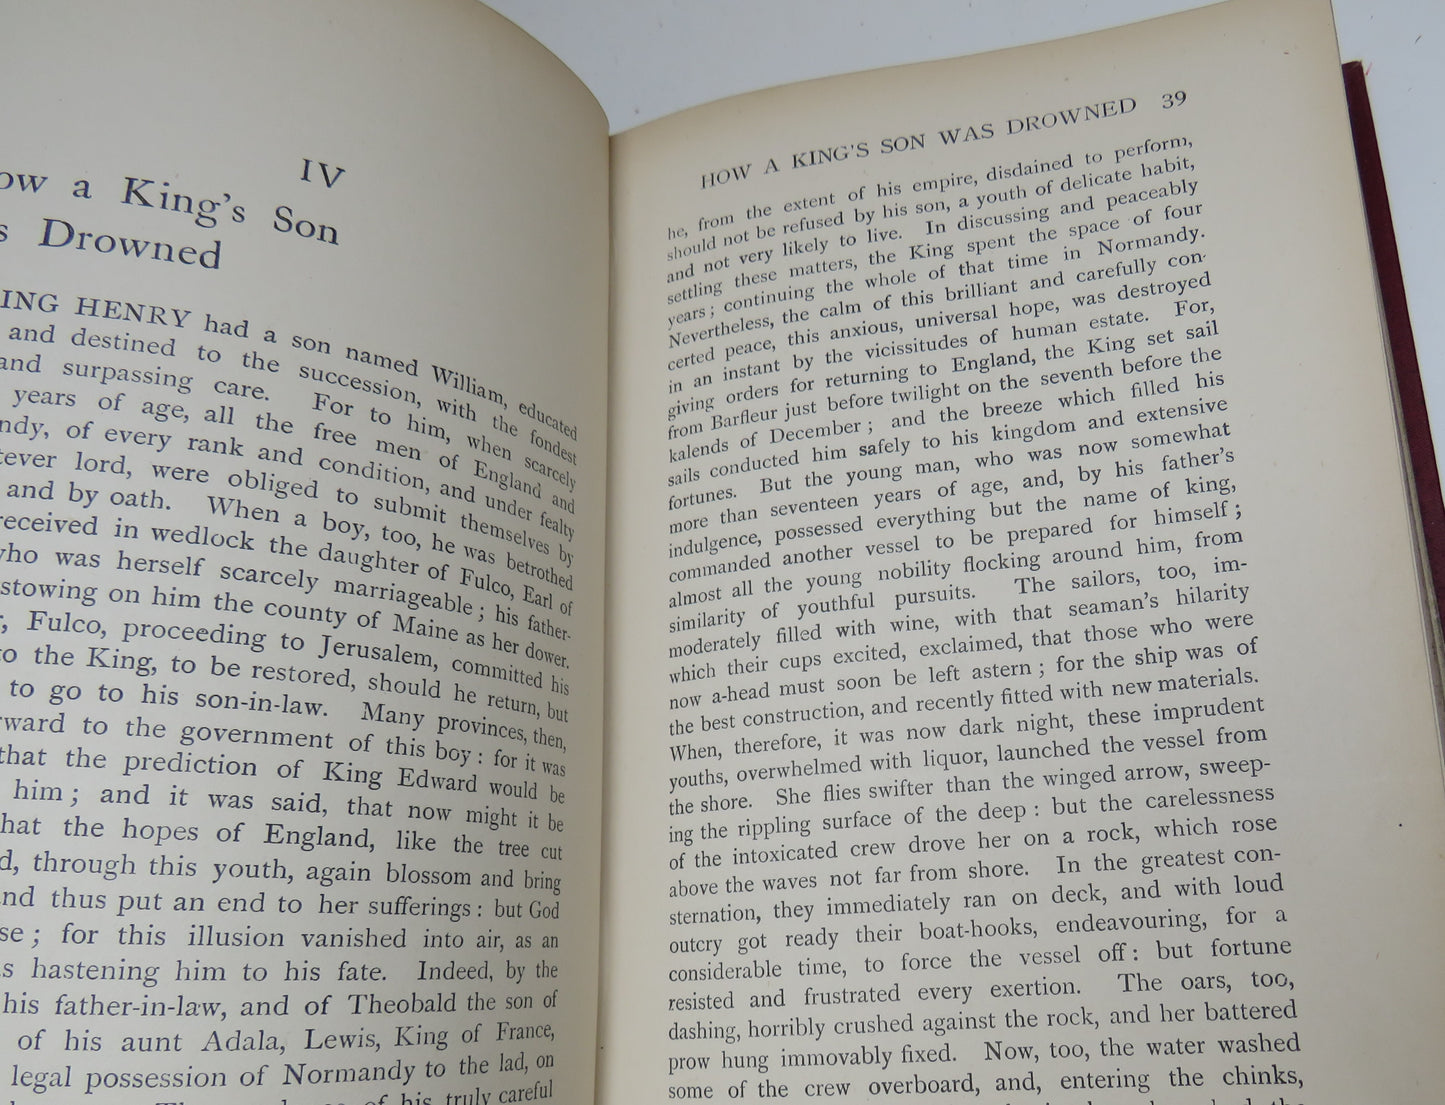 IV
a King's Son
Drowned
HENRY had a son named William, educated
and destined to the succession, with the fondest
and surpassing care. For to him, when scarcely
years of age, all the free men of England and
of every rank and condition, and under fealty
lord, were obliged to submit themselves by
and by oath. When a boy, too, he was betrothed
received in wedlock the daughter of Fulco, Earl of
was herself scarcely marriageable; his father-
stowing on him the county of Maine as her dower.
Fulco, proceeding to Jerusalem, committed his
to the King, to be restored, should he return, but
to go to his son-in-law. Many provinces, then,
to the government of this boy: for it was
that the prediction of King Edward would be
him; and it was said, that now might it be
that the hopes of England, like the tree cut
through this youth, again blossom and bring
thus put an end to her sufferings: but God
for this illusion vanished into air, as an
hastening him to his fate. Indeed, by the
his father-in-law, and of Theobald the son of
of his aunt Adala, Lewis, King of France,
legal possession of Normandy to the lad, on
of his truly careful
HOW A KING'S SON WAS DROWNED 39
he, from the extent of his empire, disdained to perform,
should not be refused by his son, a youth of delicate habit,
and not very likely to live. In discussing and peaceably
settling these matters, the King spent the space of four
years; continuing the whole of that time in Normandy.
Nevertheless, the calm of this brilliant and carefully con-
certed peace, this anxious, universal hope, was destroyed
in an instant by the vicissitudes of human estate. For,
giving orders for returning to England, the King set sail
from Barfleur just before twilight on the seventh before the
kalends of December; and the breeze which filled his
sails conducted him safely to his kingdom and extensive
fortunes. But the young man, who was now somewhat
more than seventeen years of age, and, by his father's
indulgence, possessed everything but the name of king,
commanded another vessel to be prepared for himself;
almost all the young nobility flocking around him, from
similarity of youthful pursuits. The sailors, too, im-
moderately filled with wine, with that seaman's hilarity
which their cups excited, exclaimed, that those who were
now a-head must soon be left astern; for the ship was of
the best construction, and recently fitted with new materials.
When, therefore, it was now dark night, these imprudent
youths, overwhelmed with liquor, launched the vessel from
the shore. She flies swifter than the winged arrow, sweep-
ing the rippling surface of the deep: but the carelessness
of the intoxicated crew drove her on a rock, which rose
above the waves not far from shore. In the greatest con-
sternation, they immediately ran on deck, and with loud
outcry got ready their boat-hooks, endeavouring, for a
considerable time, to force the vessel off: but fortune
resisted and frustrated every exertion. The oars, too,
dashing, horribly crushed against the rock, and her battered
prow hung immovably fixed. Now, too, the water washed
some of the crew overboard, and, entering the chinks,